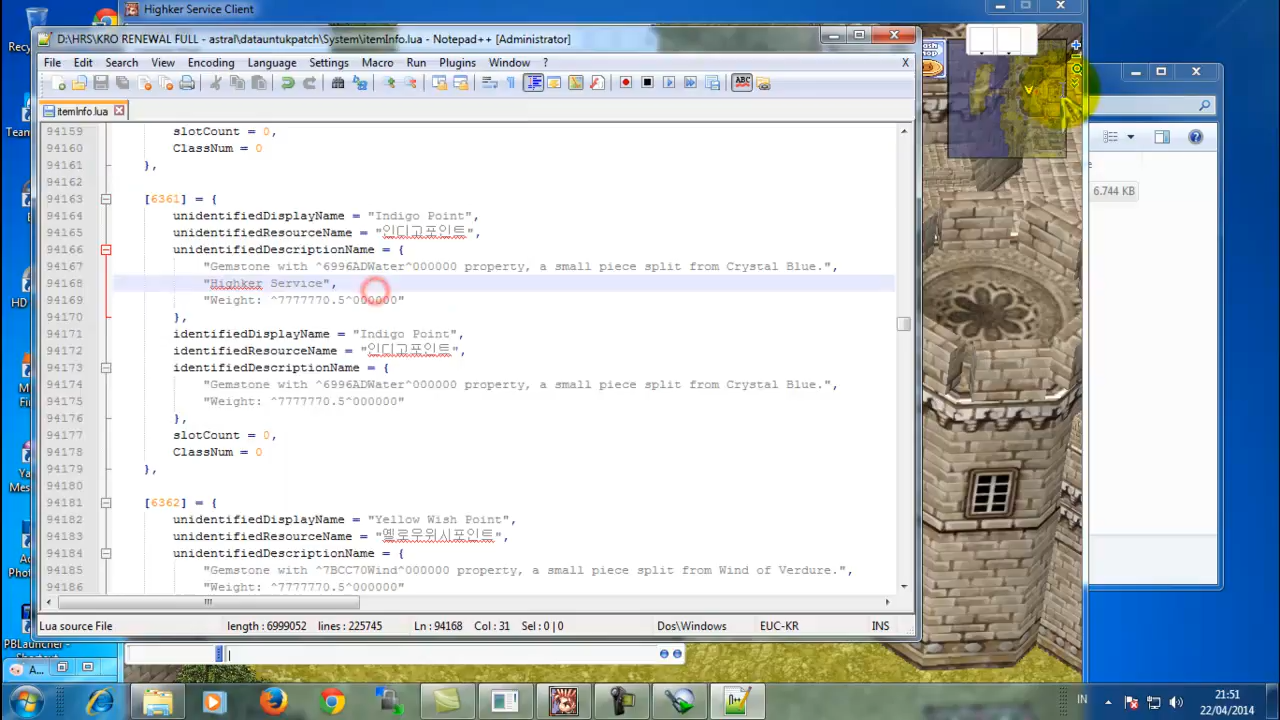 Highker Service Client
D:\HRS\KRO RENEWAL FULL - astral\sharanukpatch\System\itemInfo.lua - Notepad++ [Administrator]
File Edit Search View Encoding Language Settings Macro Run Plugins Window ? X
itemInfo.lua
94159 slotCount = 0,
94160 ClassNum = 0
94161 },
94162
94163 [6361] = {
94164 unidentifiedDisplayName = "Indigo Point",
94165 unidentifiedResourceName = "인디고포인트",
94166 unidentifiedDescriptionName = {
94167 "Gemstone with ^6996ADWater^000000 property, a small piece split from Crystal Blue.",
94168 "Highker Service",
94169 "Weight: ^7777770.5^000000"
94170 },
94171 identifiedDisplayName = "Indigo Point",
94172 identifiedResourceName = "인디고포인트",
94173 identifiedDescriptionName = {
94174 "Gemstone with ^6996ADWater^000000 property, a small piece split from Crystal Blue.",
94175 "Weight: ^7777770.5^000000"
94176 },
94177 slotCount = 0,
94178 ClassNum = 0
94179 },
94180
94181 [6362] = {
94182 unidentifiedDisplayName = "Yellow Wish Point",
94183 unidentifiedResourceName = "옐로우위시포인트",
94184 unidentifiedDescriptionName = {
94185 "Gemstone with ^7BCC70Wind^000000 property, a small piece split from Wind of Verdure.",
94186 "Weight: ^7777770.5^000000"
Lua source File length : 6999052 lines : 225745 Ln : 94168 Col : 31 Sel : 0 | 0 Dos\Windows EUC-KR INS
6.744 KB
HD
PBLauncher -
A...
IN
21:51
22/04/2014